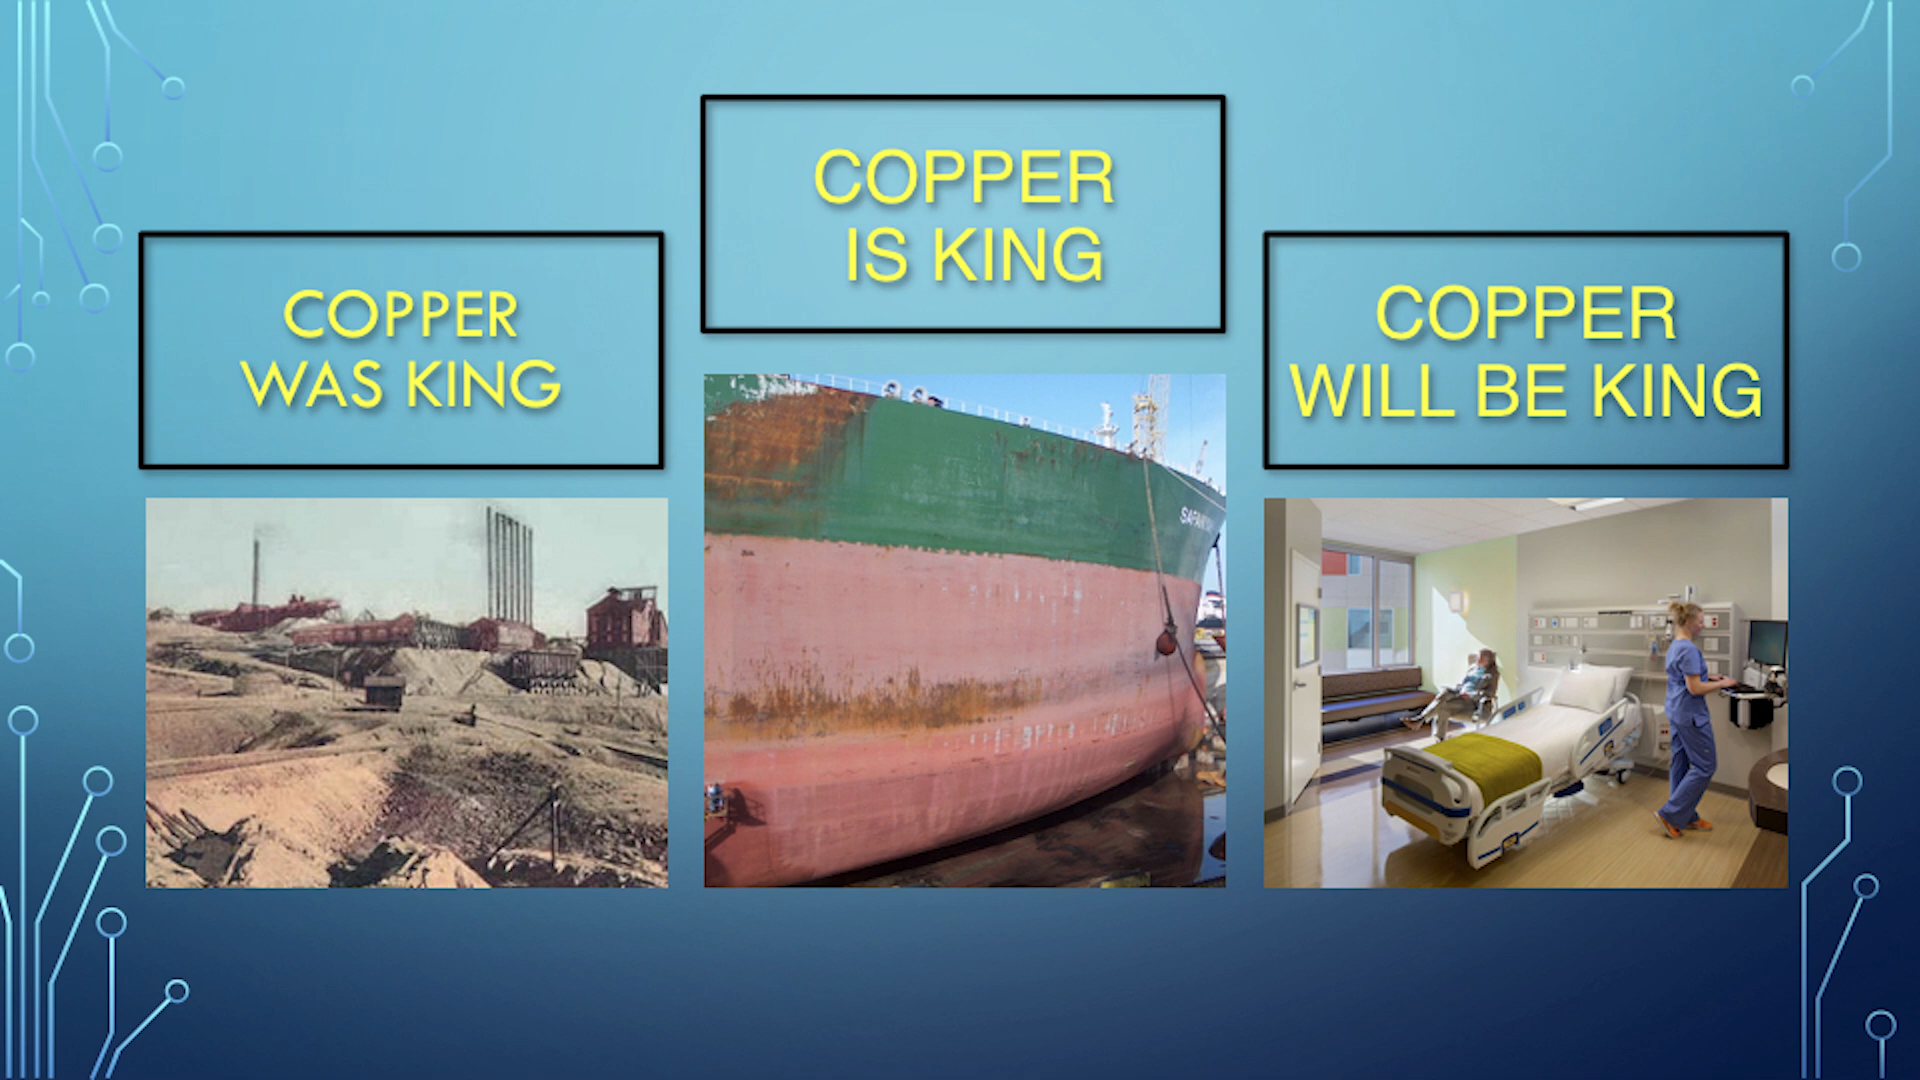 COPPER
WAS KING
COPPER
IS KING
COPPER
WILL BE KING